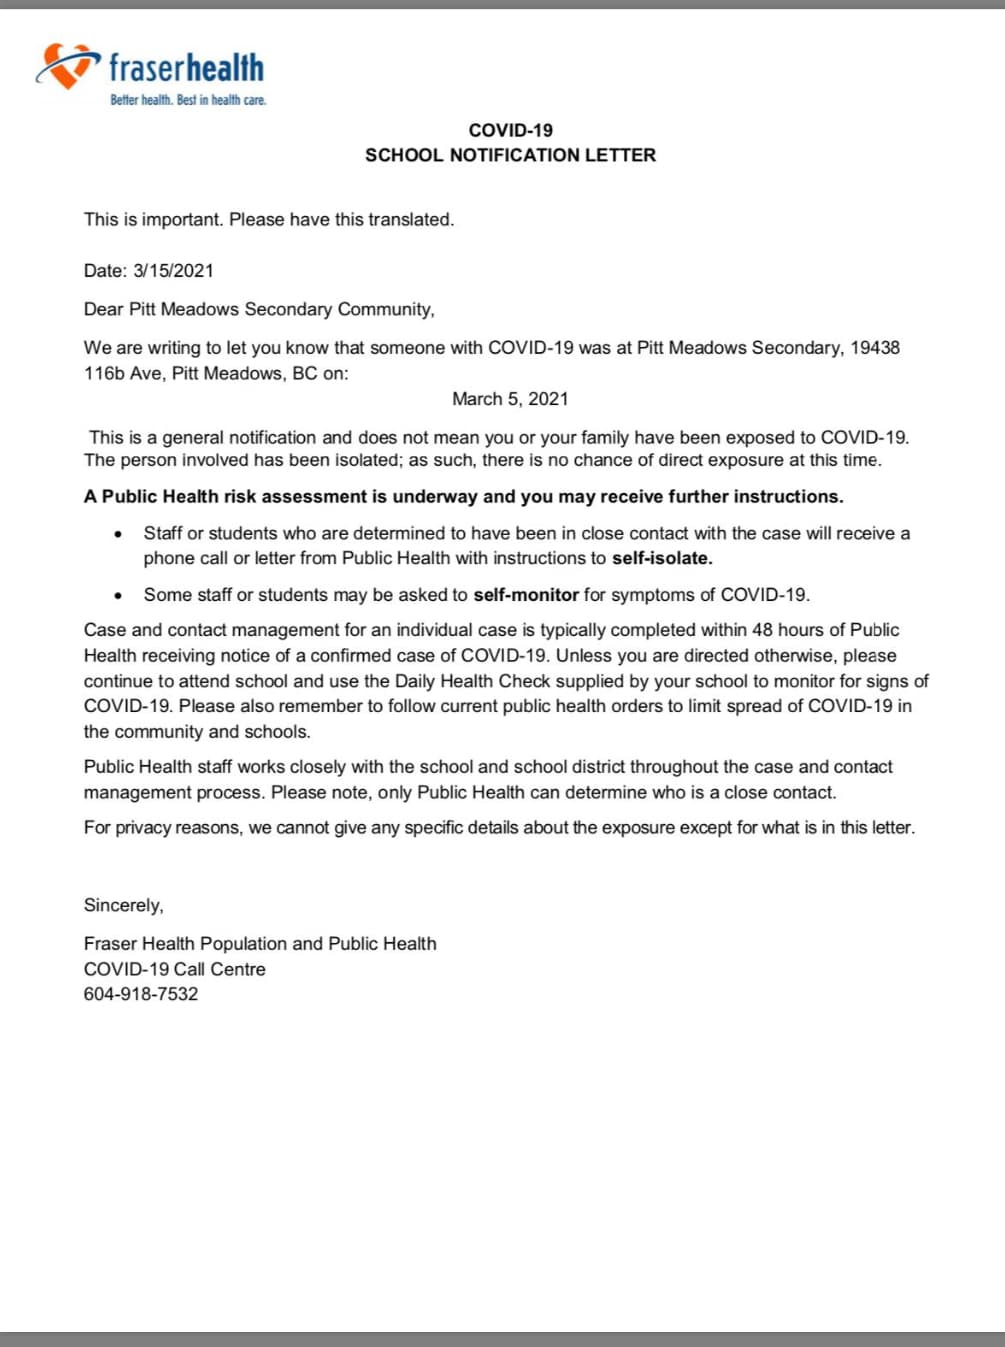 fraserhealth
Better health. Best in health care.
COVID-19
SCHOOL NOTIFICATION LETTER
This is important. Please have this translated.
Date: 3/15/2021
Dear Pitt Meadows Secondary Community,
We are writing to let you know that someone with COVID-19 was at Pitt Meadows Secondary, 19438
116b Ave, Pitt Meadows, BC on:
March 5, 2021
This is a general notification and does not mean you or your family have been exposed to COVID-19.
The person involved has been isolated; as such, there is no chance of direct exposure at this time.
A Public Health risk assessment is underway and you may receive further instructions.
• Staff or students who are determined to have been in close contact with the case will receive a
phone call or letter from Public Health with instructions to self-isolate.
• Some staff or students may be asked to self-monitor for symptoms of COVID-19.
Case and contact management for an individual case is typically completed within 48 hours of Public
Health receiving notice of a confirmed case of COVID-19. Unless you are directed otherwise, please
continue to attend school and use the Daily Health Check supplied by your school to monitor for signs of
COVID-19. Please also remember to follow current public health orders to limit spread of COVID-19 in
the community and schools.
Public Health staff works closely with the school and school district throughout the case and contact
management process. Please note, only Public Health can determine who is a close contact.
For privacy reasons, we cannot give any specific details about the exposure except for what is in this letter.
Sincerely,
Fraser Health Population and Public Health
COVID-19 Call Centre
604-918-7532